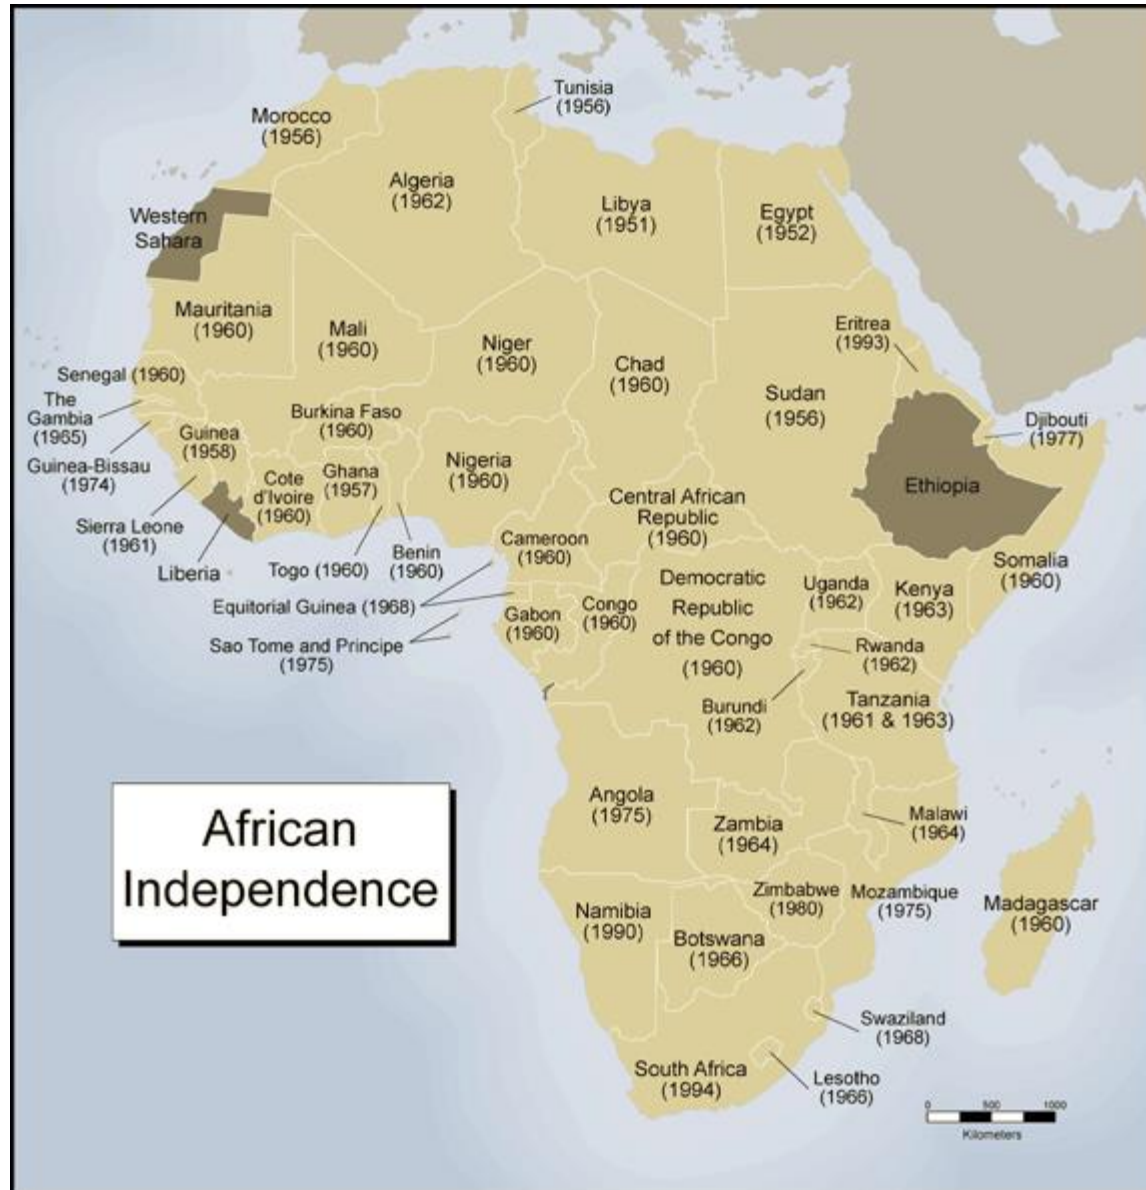 Tunisia
(1956)
Morocco
(1956)
Algeria
(1962)
Libya
(1951)
Egypt
(1952)
Western
Sahara
Mauritania
(1960)
Mali
(1960)
Niger
(1960)
Chad
(1960)
Sudan
(1956)
Eritrea
(1993)
Senegal (1960)
The
Gambia
(1965)
Guinea-Bissau
(1974)
Guinea
(1958)
Sierra Leone
(1961)
Liberia
Burkina Faso
(1960)
Cote
d'Ivoire
(1960)
Ghana
(1957)
Togo (1960)
Benin
(1960)
Nigeria
(1960)
Cameroon
(1960)
Central African
Republic
(1960)
Djibouti
(1977)
Ethiopia
Somalia
(1960)
Equitorial Guinea (1968)
Sao Tome and Principe
(1975)
Gabon
(1960)
Congo
(1960)
Democratic
Republic
of the Congo
(1960)
Uganda
(1962)
Kenya
(1963)
Rwanda
(1962)
Burundi
(1962)
Tanzania
(1961 & 1963)
Angola
(1975)
Zambia
(1964)
Malawi
(1964)
Zimbabwe
(1980)
Mozambique
(1975)
Madagascar
(1960)
Namibia
(1990)
Botswana
(1966)
Swaziland
(1968)
South Africa
(1994)
Lesotho
(1966)
African
Independence
0 500 1000
Kilometers